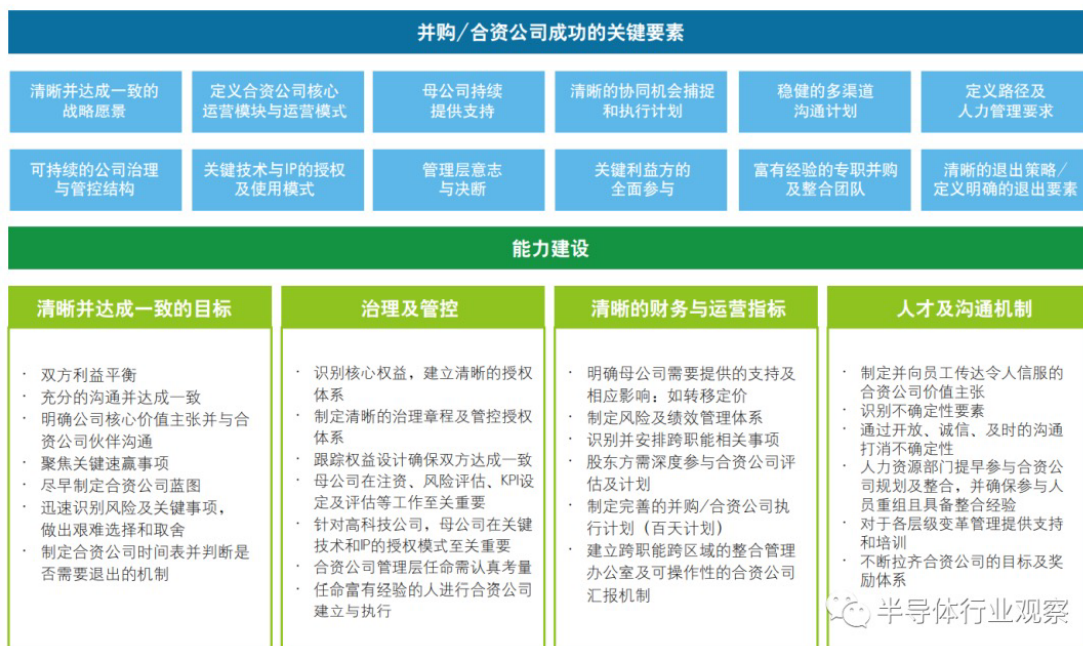 并购/合资公司成功的关键要素
清晰并达成一致的
战略愿景
定义合资公司核心
运营模块与运营模式
母公司持续
提供支持
清晰的协同机会捕捉
和执行计划
稳健的多渠道
沟通计划
定义路径及
人力管理要求
可持续的公司治理
与管控结构
关键技术与IP的授权
及使用模式
管理层意志
与决断
关键利益方的
全面参与
富有经验的专职并购
及整合团队
清晰的退出策略/
定义明确的退出要素
能力建设
清晰并达成一致的目标
· 双方利益平衡
· 充分的沟通并达成一致
· 明确公司核心价值主张并与合
资公司伙伴沟通
· 聚焦关键速赢事项
· 尽早制定合资公司蓝图
· 迅速识别风险及关键事项，
做出艰难选择和取舍
· 制定合资公司时间表并判断是
否需要退出的机制
治理及管控
· 识别核心权益，建立清晰的授权
体系
· 制定清晰的治理章程及管控授权
体系
· 跟踪权益设计确保双方达成一致
· 母公司在注资、风险评估、KPI设
定及评估等工作至关重要
· 针对高科技公司，母公司在关键
技术和IP的授权模式至关重要
· 合资公司管理层任命需认真考量
· 任命富有经验的人进行合资公司
建立与执行
清晰的财务与运营指标
· 明确母公司需要提供的支持及
相应影响：如转移定价
· 制定风险及绩效管理体系
· 识别并安排跨职能相关事项
· 股东方需深度参与合资公司评
估及计划
· 制定完善的并购/合资公司执
行计划（百天计划）
· 建立跨职能跨区域的整合管理
办公室及可操作性的合资公司
汇报机制
人才及沟通机制
· 制定并向员工传达令人信服的
合资公司价值主张
· 识别不确定性要素
· 通过开放、诚信、及时的沟通
打消不确定性
· 人力资源部门提早参与合资公
司规划及整合，并确保参与人
员重组且具备整合经验
· 对于各层级变革管理提供支持
和培训
· 不断拉齐合资公司的目标及奖
励体系
半导体行业观察